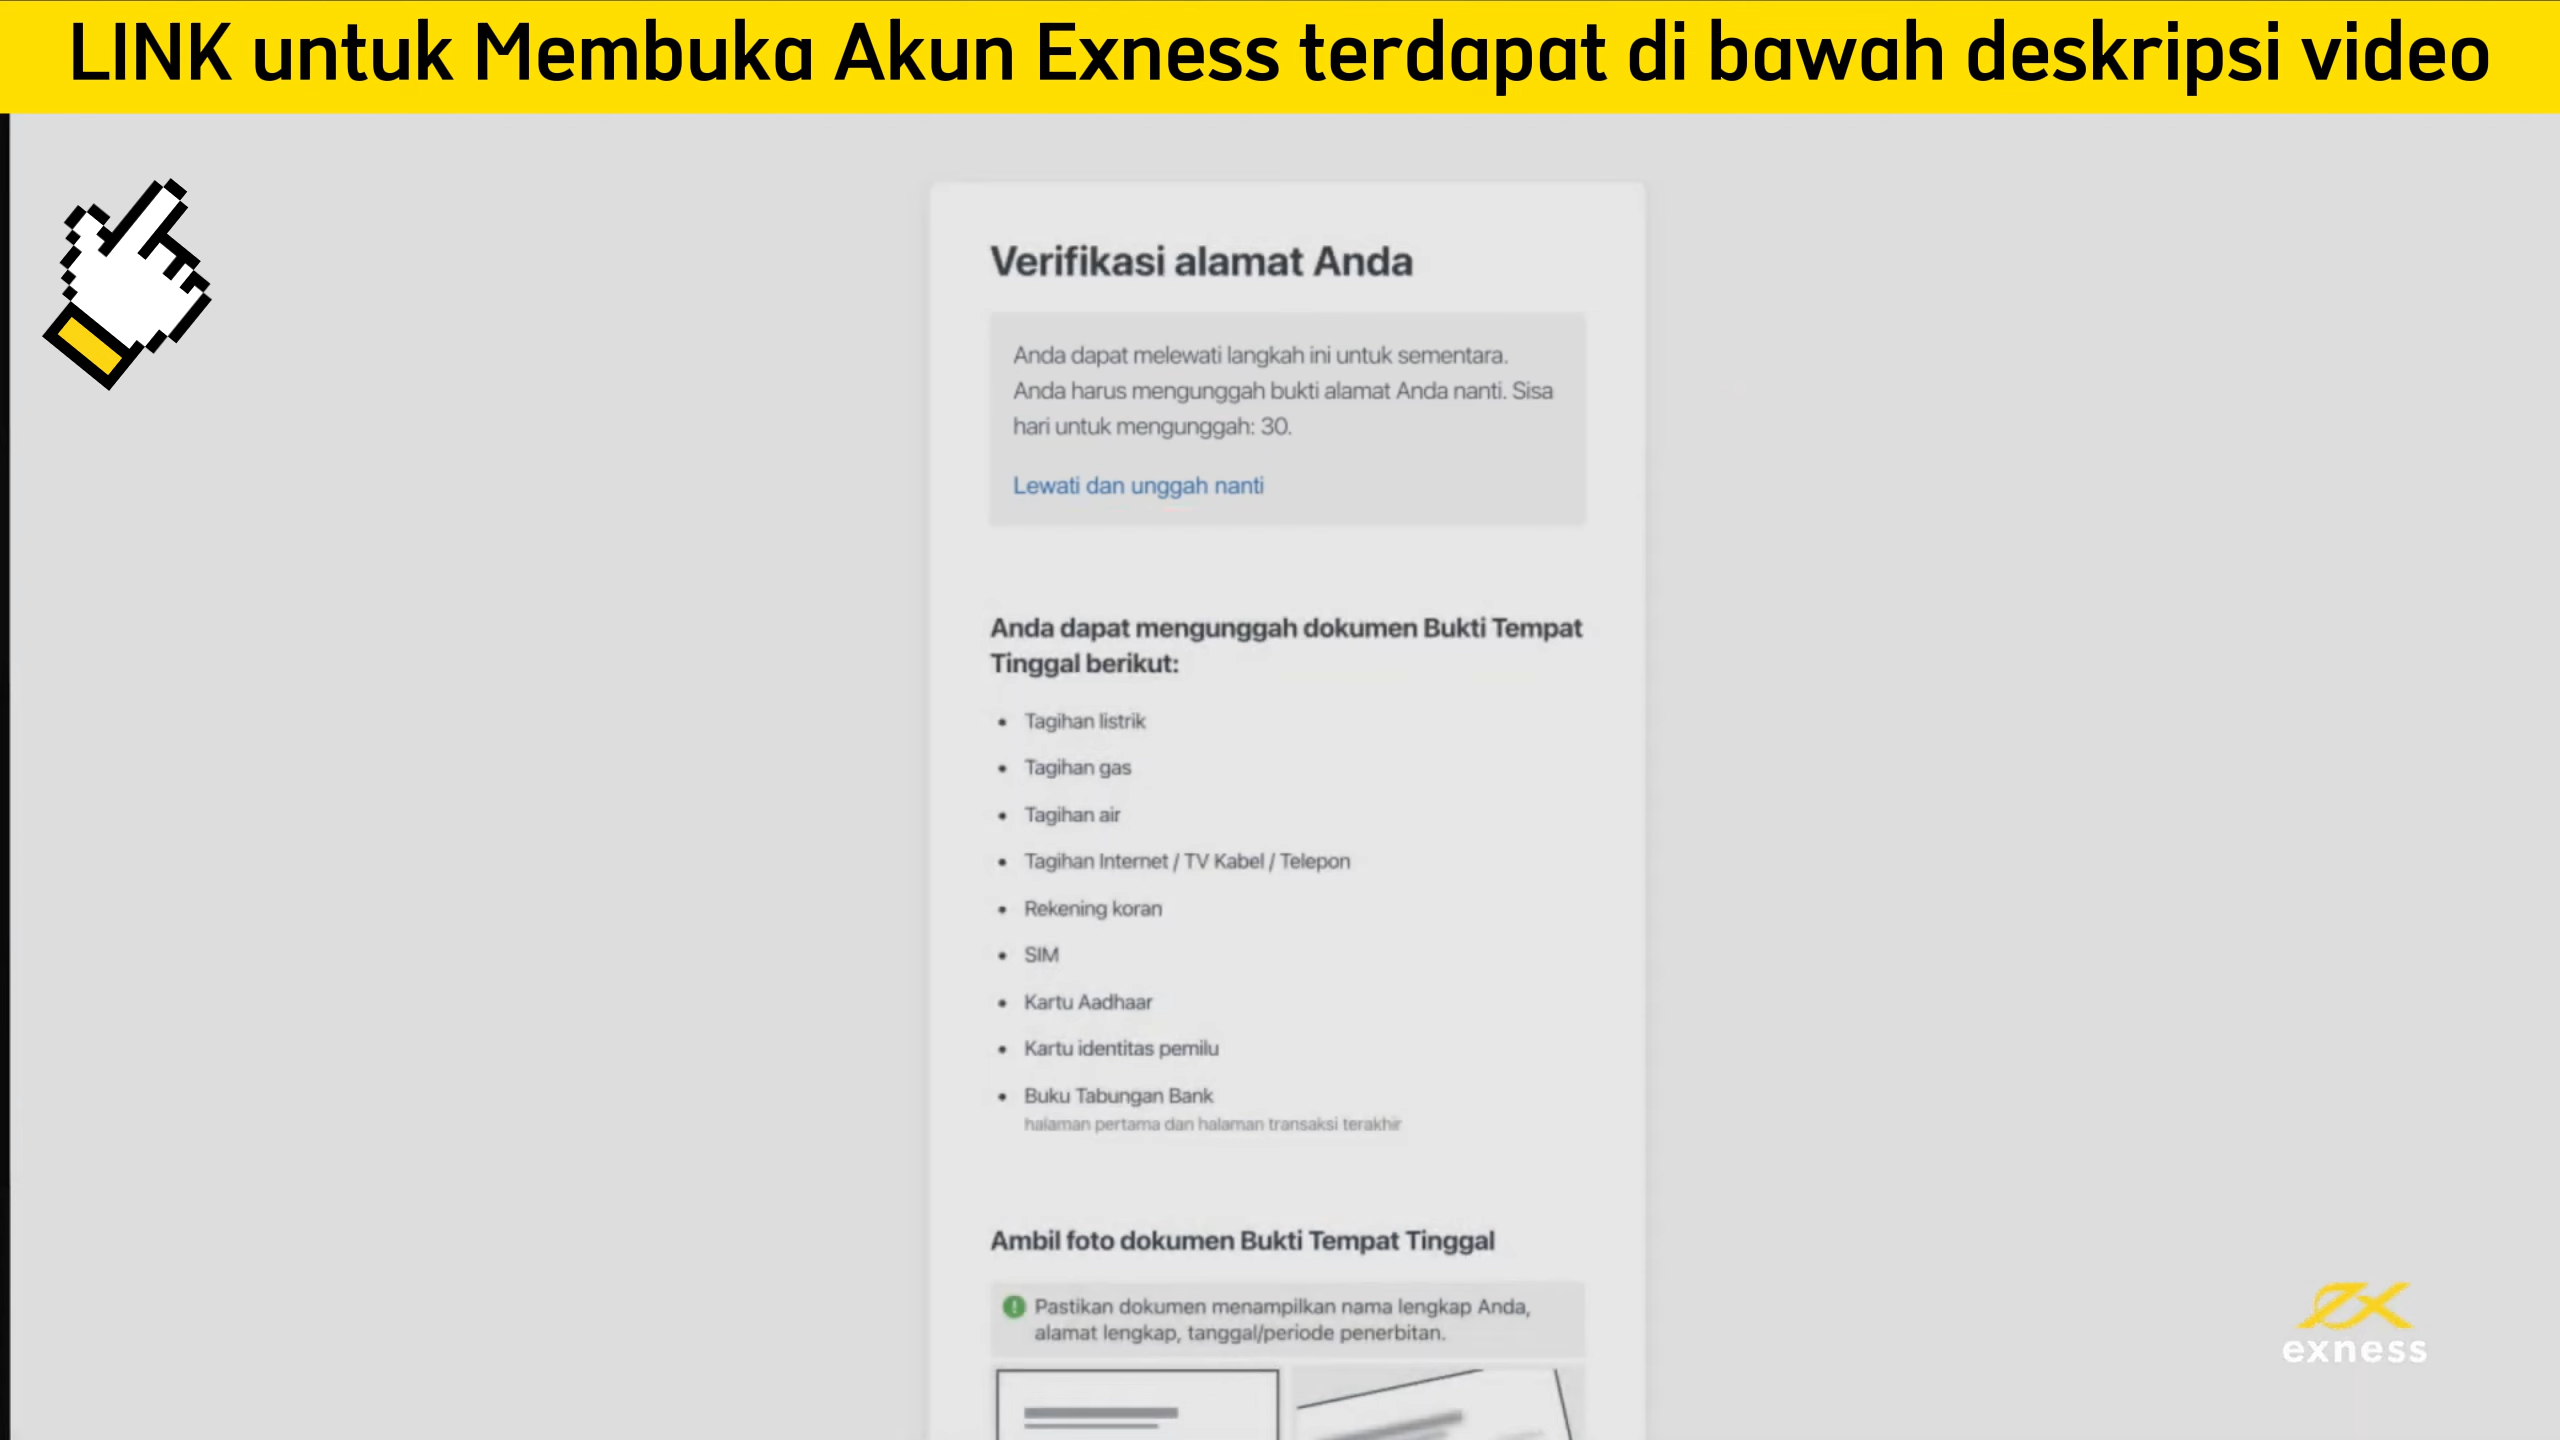 LINK untuk Membuka Akun Exness terdapat di bawah deskripsi video
Verifikasi alamat Anda
Anda dapat melewati langkah ini untuk sementara.
Anda harus mengunggah bukti alamat Anda nanti. Sisa
hari untuk mengunggah: 30.
Lewati dan unggah nanti
Anda dapat mengunggah dokumen Bukti Tempat
Tinggal berikut:
• Tagihan listrik
• Tagihan gas
• Tagihan air
• Tagihan Internet / TV Kabel / Telepon
• Rekening koran
• SIM
• Kartu Aadhaar
• Kartu identitas pemilu
• Buku Tabungan Bank
halaman pertama dan halaman transaksi terakhir
Ambil foto dokumen Bukti Tempat Tinggal
Pastikan dokumen menampilkan nama lengkap Anda,
alamat lengkap, tanggal/periode penerbitan.
ex
exness